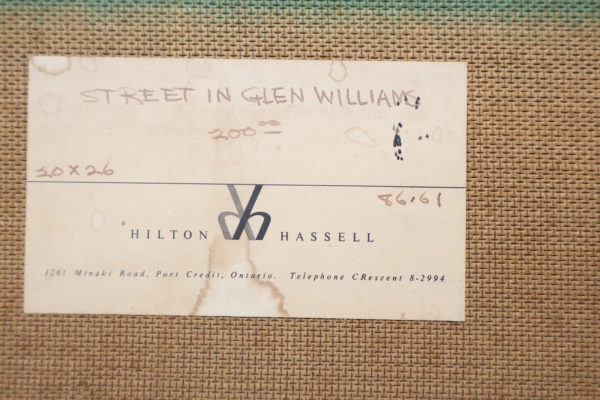 STREET IN GLEN WILLIAMS
200 00
20 X 26
86.61
HILTON HASSELL
1261 Minaki Road, Port Credit, Ontario. Telephone CRescent 8-2994